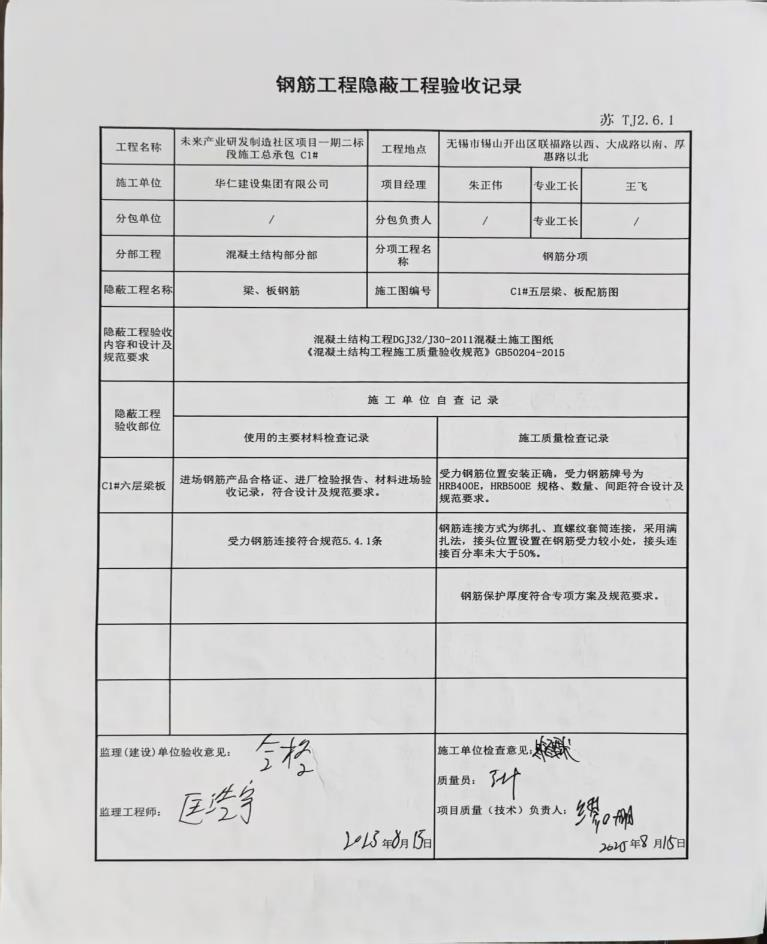 钢筋工程隐蔽工程验收记录
苏 TJ2.6.1
工程名称
未来产业研发制造社区项目一期二标
段施工总承包 C1#
工程地点
无锡市锡山开出区联福路以西、大成路以南、厚
惠路以北
施工单位
华仁建设集团有限公司
项目经理
朱正伟
专业工长
王飞
分包单位
/
分包负责人
/
专业工长
/
分部工程
混凝土结构部分部
分项工程名
称
钢筋分项
隐蔽工程名称
梁、板钢筋
施工图编号
C1#五层梁、板配筋图
隐蔽工程验收
内容和设计及
规范要求
混凝土结构工程DGJ32/J30-2011混凝土施工图纸
《混凝土结构工程施工质量验收规范》GB50204-2015
隐蔽工程
验收部位
施工单位自查记录
使用的主要材料检查记录
施工质量检查记录
C1#六层梁板
进场钢筋产品合格证、进厂检验报告、材料进场验
收记录，符合设计及规范要求。
受力钢筋位置安装正确，受力钢筋牌号为
HRB400E，HRB500E 规格、数量、间距符合设计及
规范要求。
受力钢筋连接符合规范5.4.1条
钢筋连接方式为绑扎、直螺纹套筒连接，采用满
扎法，接头位置设置在钢筋受力较小处，接头连
接百分率未大于50%。
钢筋保护厚度符合专项方案及规范要求。
监理(建设)单位验收意见：合格
监理工程师：匡浩宇
2025年8月15日
施工单位检查意见：
质量员：
项目质量（技术）负责人：
2025年8月15日